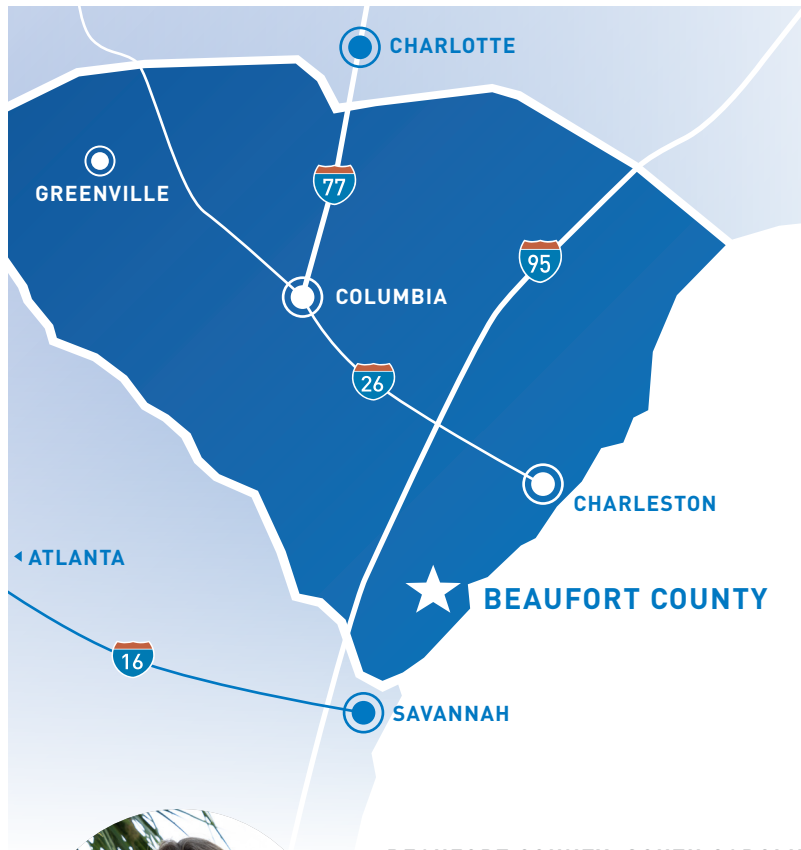 CHARLOTTE
GREENVILLE
77
95
COLUMBIA
26
CHARLESTON
ATLANTA
BEAUFORT COUNTY
16
SAVANNAH